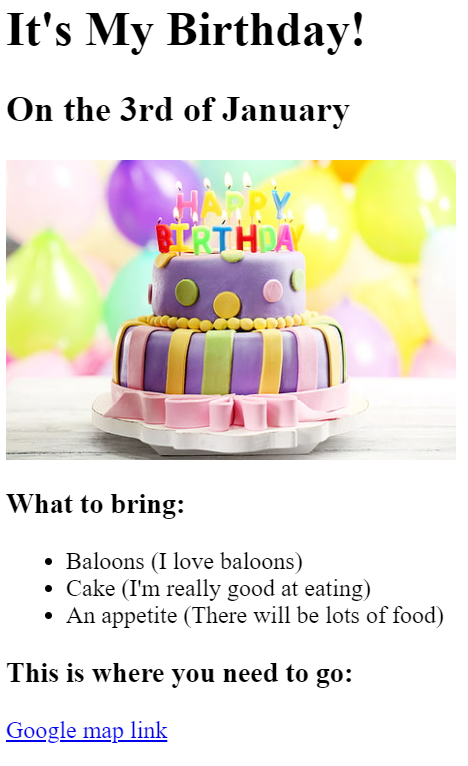 It's My Birthday!
On the 3rd of January
HAPPY
BIRTHDAY
What to bring:
Baloons (I love baloons)
Cake (I'm really good at eating)
An appetite (There will be lots of food)
This is where you need to go:
Google map link